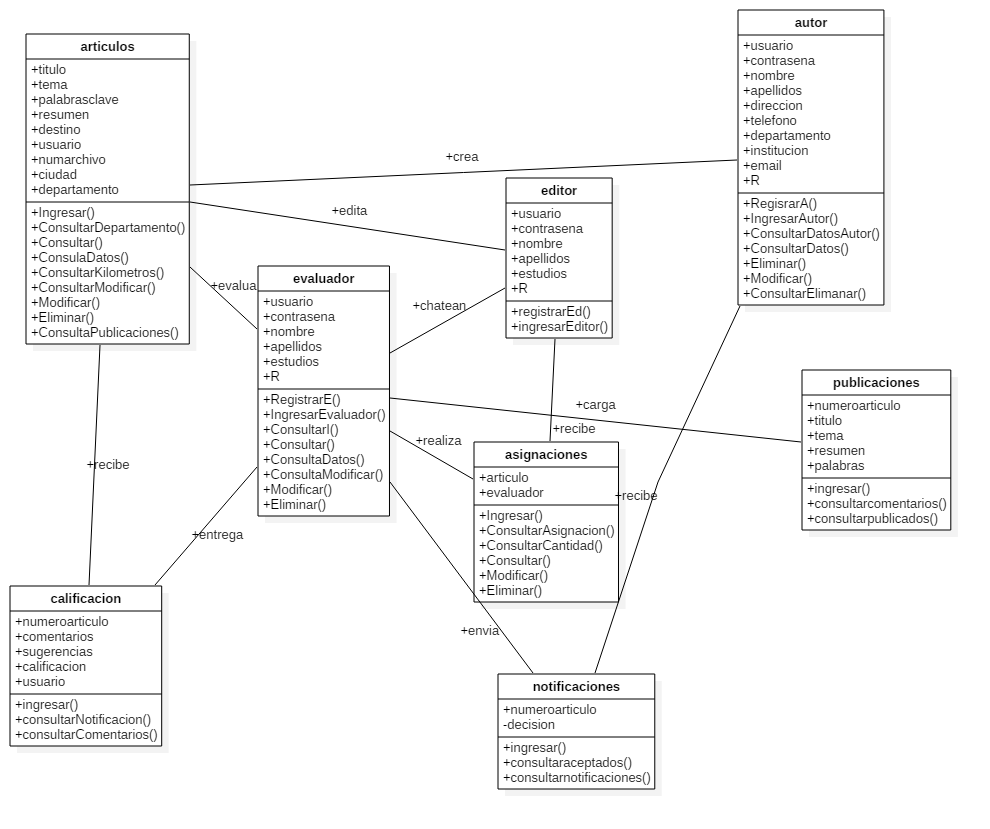 articulos
+titulo
+tema
+palabrasclave
+resumen
+destino
+usuario
+numarchivo
+ciudad
+departamento
+Ingresar()
+ConsultarDepartamento()
+Consultar()
+ConsulaDatos()
+ConsultarKilometros()
+ConsultarModificar()
+Modificar()
+Eliminar()
+ConsultaPublicaciones()
autor
+usuario
+contrasena
+nombre
+apellidos
+direccion
+telefono
+departamento
+institucion
+email
+R
+RegisrarA()
+IngresarAutor()
+ConsultarDatosAutor()
+ConsultarDatos()
+Eliminar()
+Modificar()
+ConsultarElimanar()
+crea
+edita
editor
+usuario
+contrasena
+nombre
+apellidos
+estudios
+R
+registrarEd()
+ingresarEditor()
+evalua
evaluador
+usuario
+contrasena
+nombre
+apellidos
+estudios
+R
+RegistrarE()
+IngresarEvaluador()
+ConsultarI()
+Consultar()
+ConsultaDatos()
+ConsultaModificar()
+Modificar()
+Eliminar()
+chatean
+carga
+recibe
+realiza
publicaciones
+numeroarticulo
+titulo
+tema
+resumen
+palabras
+ingresar()
+consultarcomentarios()
+consultarpublicados()
asignaciones
+articulo
+evaluador
+Ingresar()
+ConsultarAsignacion()
+ConsultarCantidad()
+Consultar()
+Modificar()
+Eliminar()
+recibe
+recibe
+entrega
+envia
calificacion
+numeroarticulo
+comentarios
+sugerencias
+calificacion
+usuario
+ingresar()
+consultarNotificacion()
+consultarComentarios()
notificaciones
+numeroarticulo
-decision
+ingresar()
+consultaraceptados()
+consultarnotificaciones()